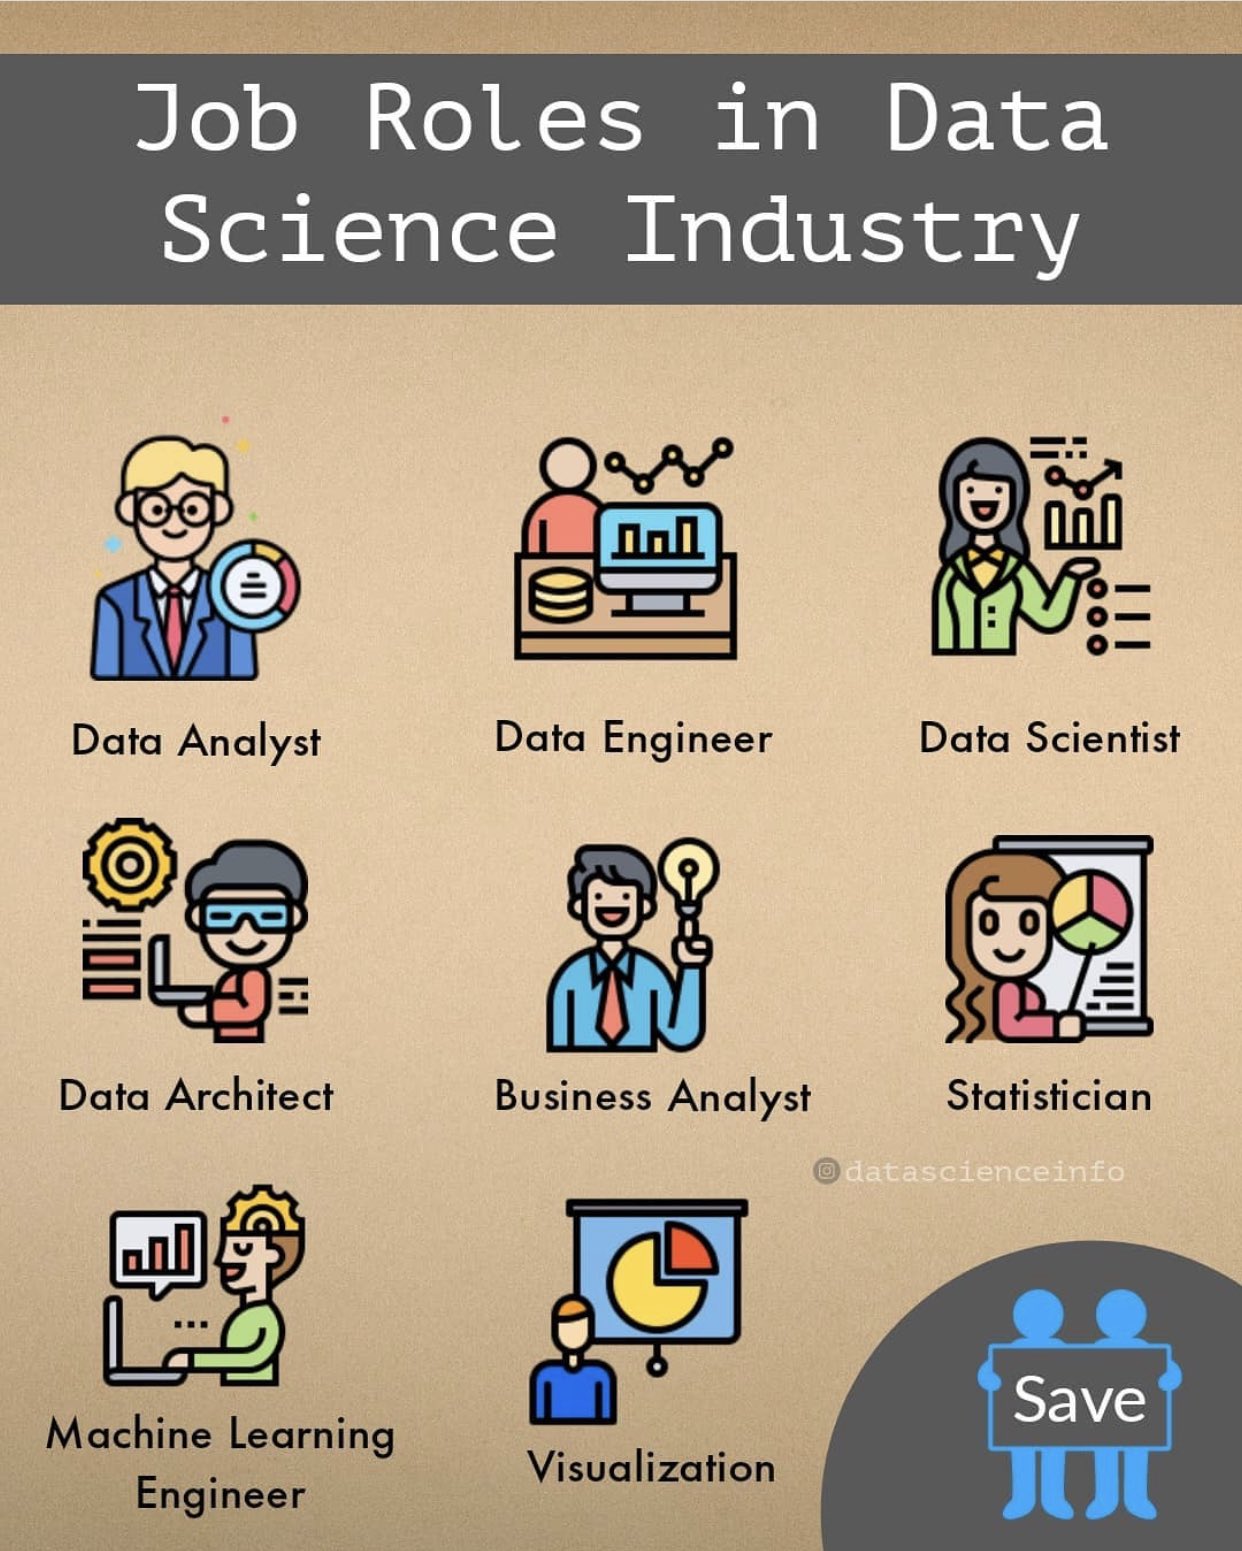 Job Roles in Data
Science Industry
Data Analyst
Data Engineer
Data Scientist
Data Architect
Business Analyst
Statistician
datascienceinfo
Machine Learning
Engineer
Visualization
Save